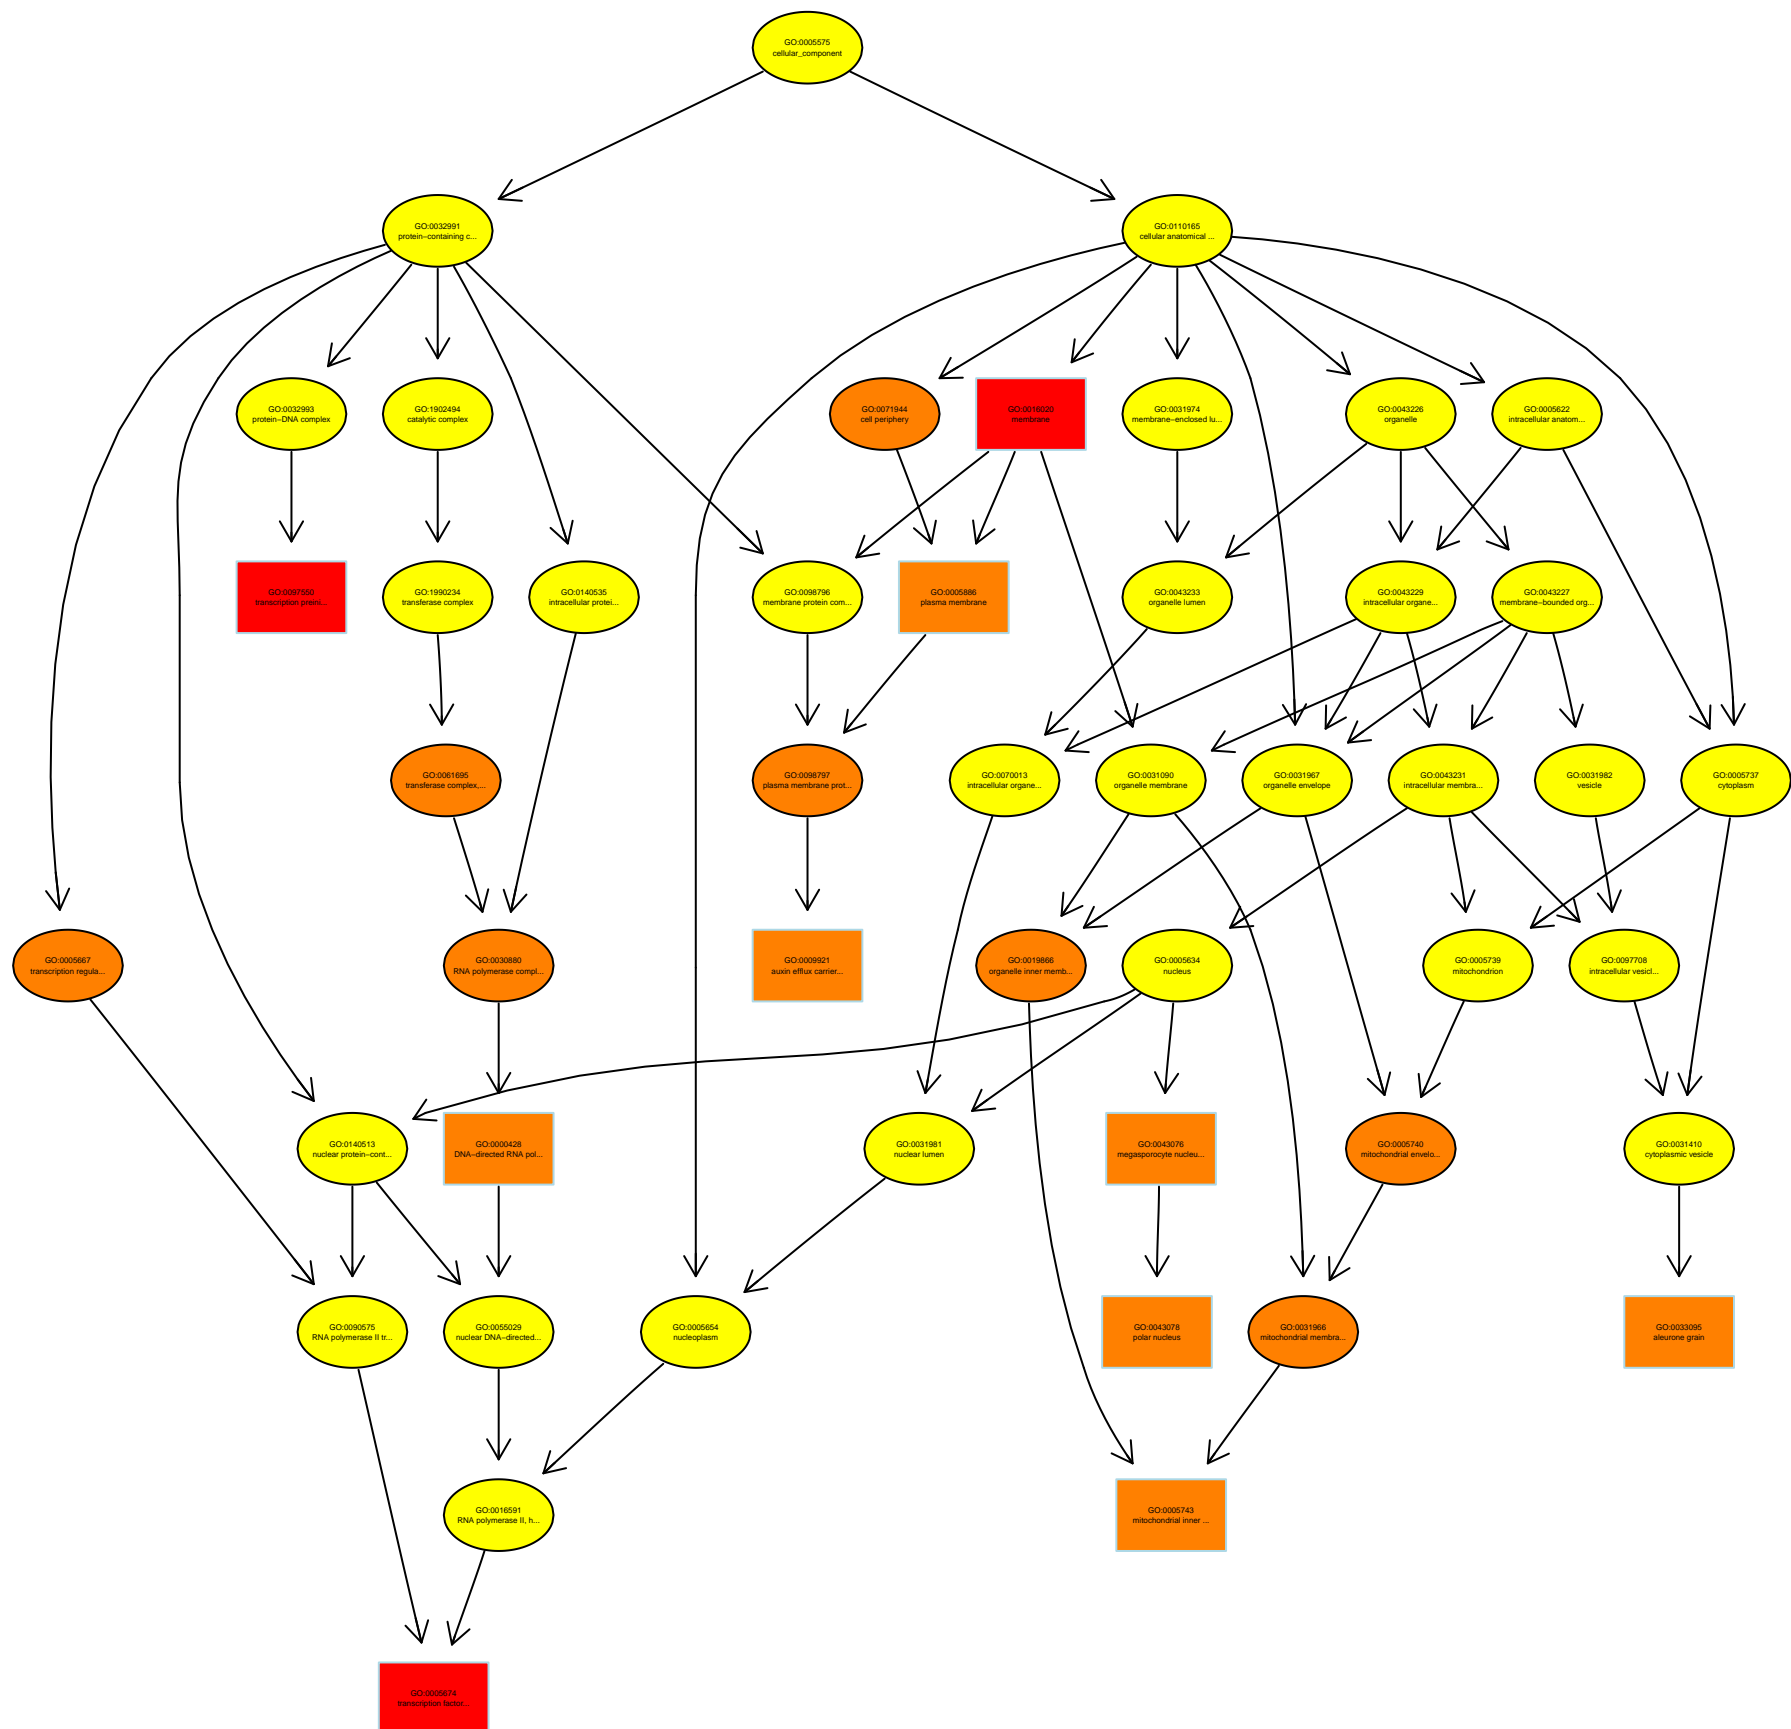 GO:0005575
cellular_component
GO:0032991
protein−containing c...
GO:0110165
cellular anatomical ...
GO:0032993
protein−DNA complex
GO:1902494
catalytic complex
GO:0071944
cell periphery
GO:0016020
membrane
GO:0031974
membrane−enclosed lu...
GO:0043226
organelle
GO:0005622
intracellular anatom...
GO:0097550
transcription preini...
GO:1990234
transferase complex
GO:0140535
intracellular protei...
GO:0098796
membrane protein com...
GO:0005886
plasma membrane
GO:0043233
organelle lumen
GO:0043229
intracellular organe...
GO:0043227
membrane−bounded org...
GO:0061695
transferase complex,...
GO:0098797
plasma membrane prot...
GO:0070013
intracellular organe...
GO:0031090
organelle membrane
GO:0031967
organelle envelope
GO:0043231
intracellular membra...
GO:0031982
vesicle
GO:0005737
cytoplasm
GO:0005667
transcription regula...
GO:0030880
RNA polymerase compl...
GO:0009921
auxin efflux carrier...
GO:0019866
organelle inner memb...
GO:0005634
nucleus
GO:0005739
mitochondrion
GO:0097708
intracellular vesicl...
GO:0140513
nuclear protein−cont...
GO:0000428
DNA−directed RNA pol...
GO:0031981
nuclear lumen
GO:0043076
megasporocyte nucleu...
GO:0005740
mitochondrial envelo...
GO:0031410
cytoplasmic vesicle
GO:0090575
RNA polymerase II tr...
GO:0055029
nuclear DNA−directed...
GO:0005654
nucleoplasm
GO:0043078
polar nucleus
GO:0031966
mitochondrial membra...
GO:0033095
aleurone grain
GO:0016591
RNA polymerase II, h...
GO:0005743
mitochondrial inner ...
GO:0005674
transcription factor...